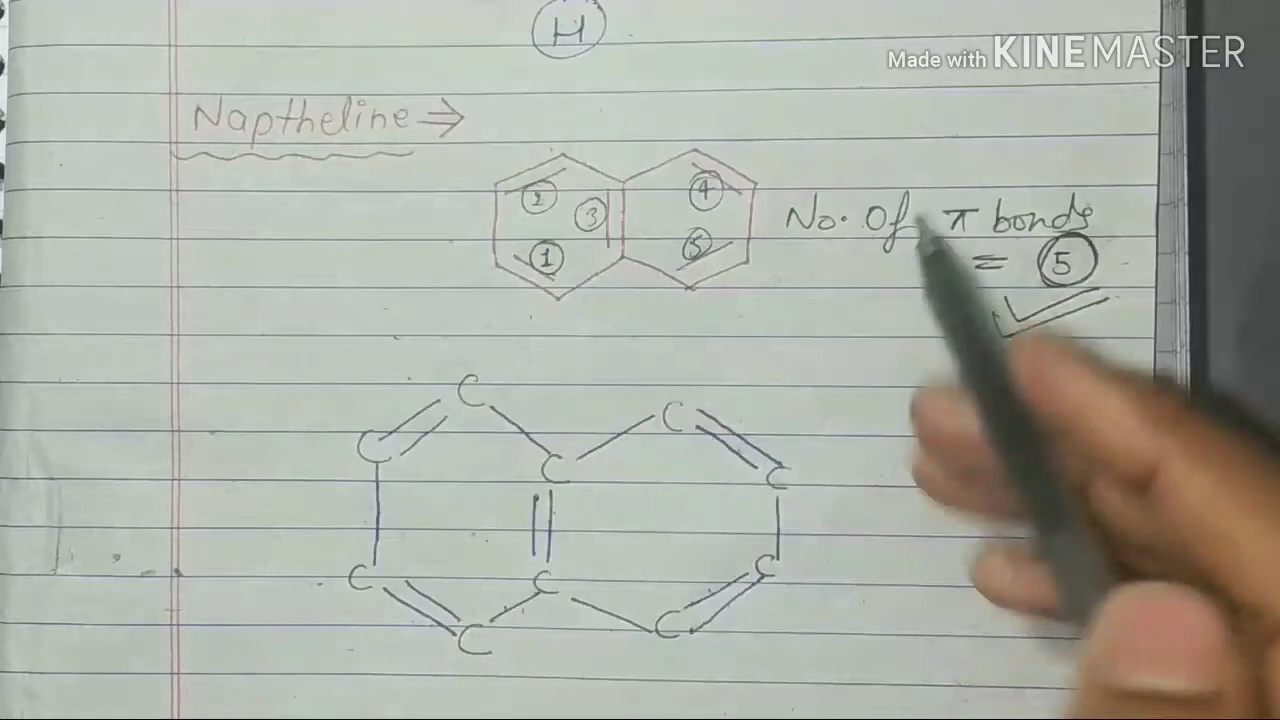 H
Made with KINEMASTER
Naptheline ⇒
2 3 4
1 5
No. Of π bonds
= 5
C C
C C C
C C C
C C